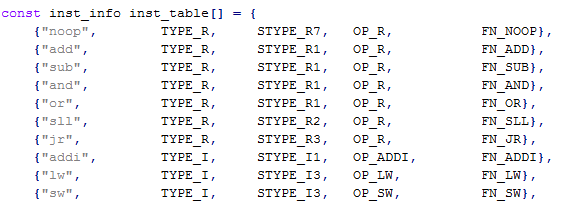 const inst_info inst_table[] = {
{"noop", TYPE_R, STYPE_R7, OP_R, FN_NOOP},
{"add", TYPE_R, STYPE_R1, OP_R, FN_ADD},
{"sub", TYPE_R, STYPE_R1, OP_R, FN_SUB},
{"and", TYPE_R, STYPE_R1, OP_R, FN_AND},
{"or", TYPE_R, STYPE_R1, OP_R, FN_OR},
{"sll", TYPE_R, STYPE_R2, OP_R, FN_SLL},
{"jr", TYPE_R, STYPE_R3, OP_R, FN_JR},
{"addi", TYPE_I, STYPE_I1, OP_ADDI, FN_ADDI},
{"lw", TYPE_I, STYPE_I3, OP_LW, FN_LW},
{"sw", TYPE_I, STYPE_I3, OP_SW, FN_SW},